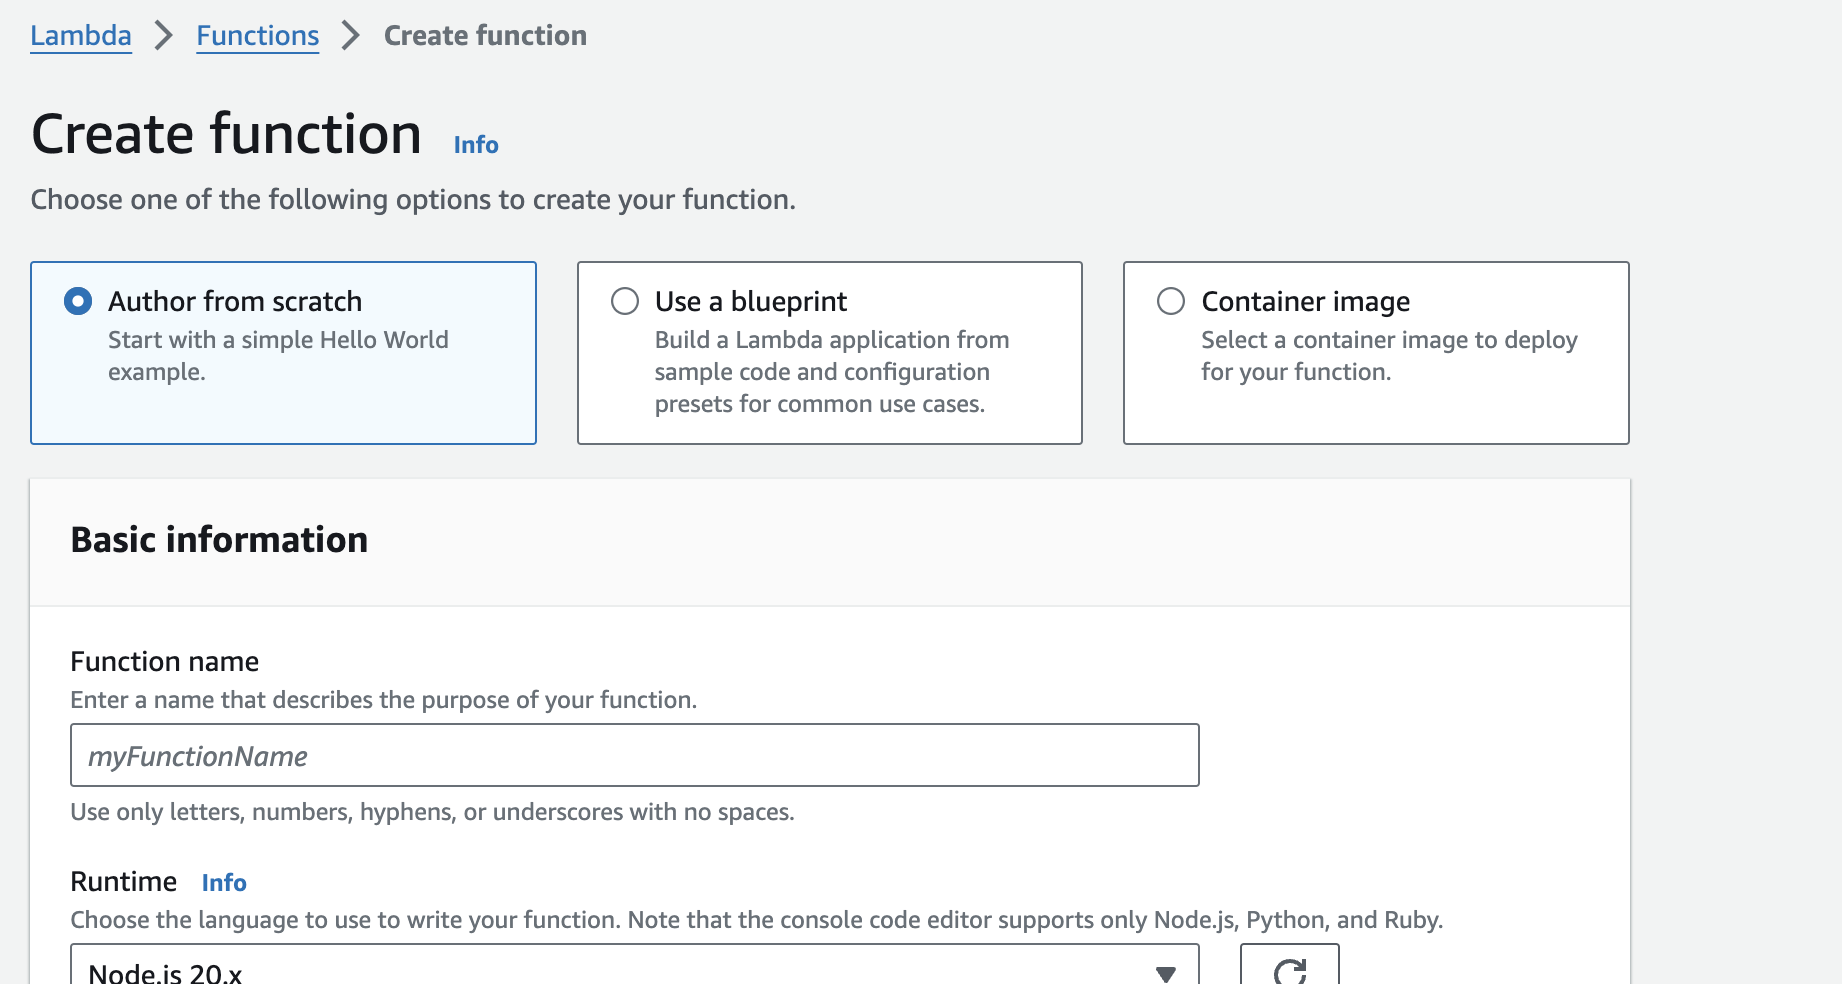 Lambda > Functions > Create function
Create function Info
Choose one of the following options to create your function.
Author from scratch
Start with a simple Hello World
example.
Use a blueprint
Build a Lambda application from
sample code and configuration
presets for common use cases.
Container image
Select a container image to deploy
for your function.
Basic information
Function name
Enter a name that describes the purpose of your function.
myFunctionName
Use only letters, numbers, hyphens, or underscores with no spaces.
Runtime Info
Choose the language to use to write your function. Note that the console code editor supports only Node.js, Python, and Ruby.
Node.js 20.x